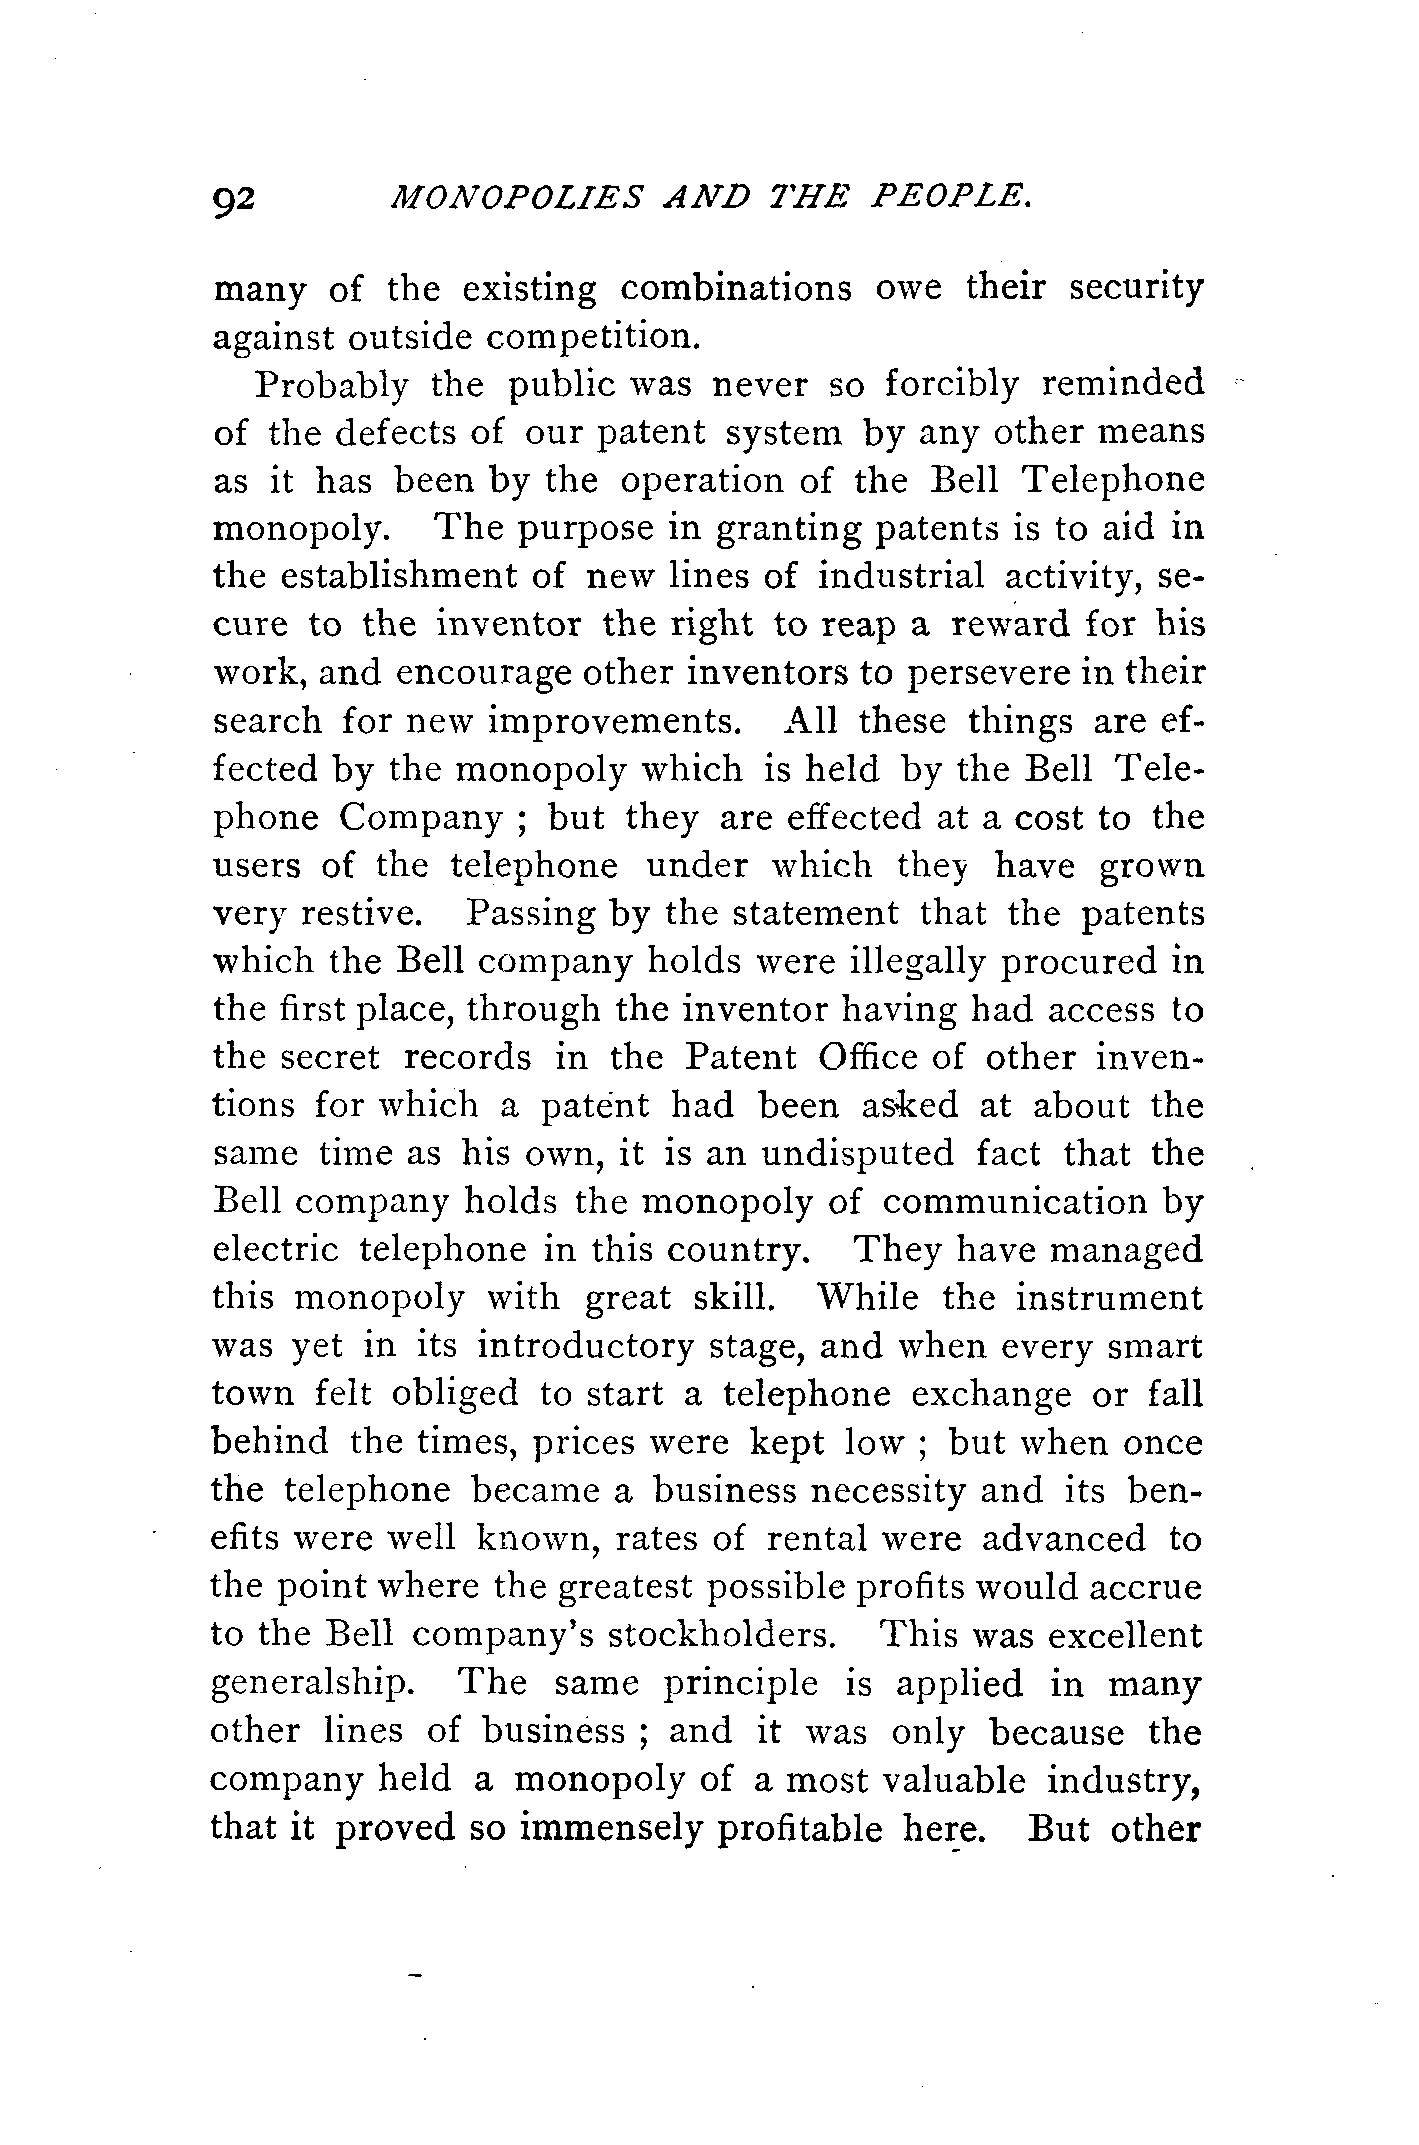 92 MONOPOLIES AND THE PEOPLE.
many of the existing combinations owe their security
against outside competition.
Probably the public was never so forcibly reminded
of the defects of our patent system by any other means
as it has been by the operation of the Bell Telephone
monopoly. The purpose in granting patents is to aid in
the establishment of new lines of industrial activity, se-
cure to the inventor the right to reap a reward for his
work, and encourage other inventors to persevere in their
search for new improvements. All these things are ef-
fected by the monopoly which is held by the Bell Tele-
phone Company ; but they are effected at a cost to the
users of the telephone under which they have grown
very restive. Passing by the statement that the patents
which the Bell company holds were illegally procured in
the first place, through the inventor having had access to
the secret records in the Patent Office of other inven-
tions for which a patent had been asked at about the
same time as his own, it is an undisputed fact that the
Bell company holds the monopoly of communication by
electric telephone in this country. They have managed
this monopoly with great skill. While the instrument
was yet in its introductory stage, and when every smart
town felt obliged to start a telephone exchange or fall
behind the times, prices were kept low ; but when once
the telephone became a business necessity and its ben-
efits were well known, rates of rental were advanced to
the point where the greatest possible profits would accrue
to the Bell company's stockholders. This was excellent
generalship. The same principle is applied in many
other lines of business ; and it was only because the
company held a monopoly of a most valuable industry,
that it proved so immensely profitable here. But other